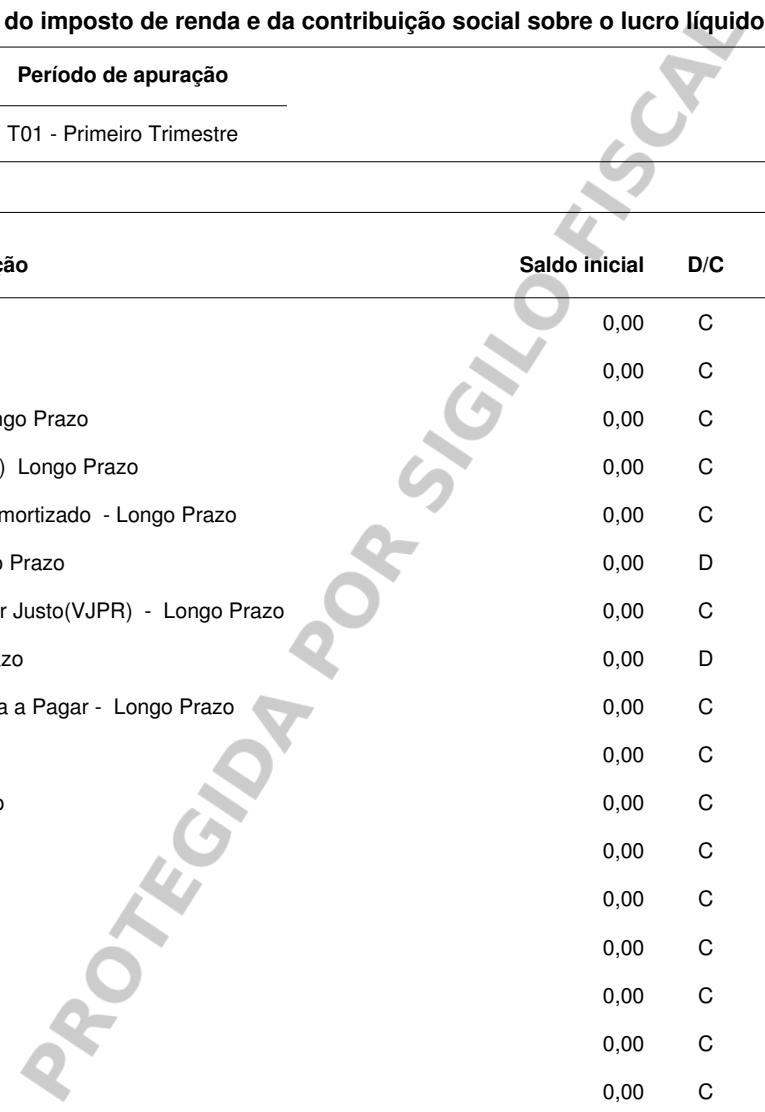 do imposto de renda e da contribuição social sobre o lucro líquido
Período de apuração
T01 - Primeiro Trimestre
ção Saldo inicial D/C
0,00 C
0,00 C
ngo Prazo 0,00 C
) Longo Prazo 0,00 C
mortizado - Longo Prazo 0,00 C
o Prazo 0,00 D
r Justo(VJPR) - Longo Prazo 0,00 C
azo 0,00 D
a a Pagar - Longo Prazo 0,00 C
0,00 C
o 0,00 C
0,00 C
0,00 C
0,00 C
0,00 C
0,00 C
0,00 C
PROTEGIDA POR SIGILO FISCAL